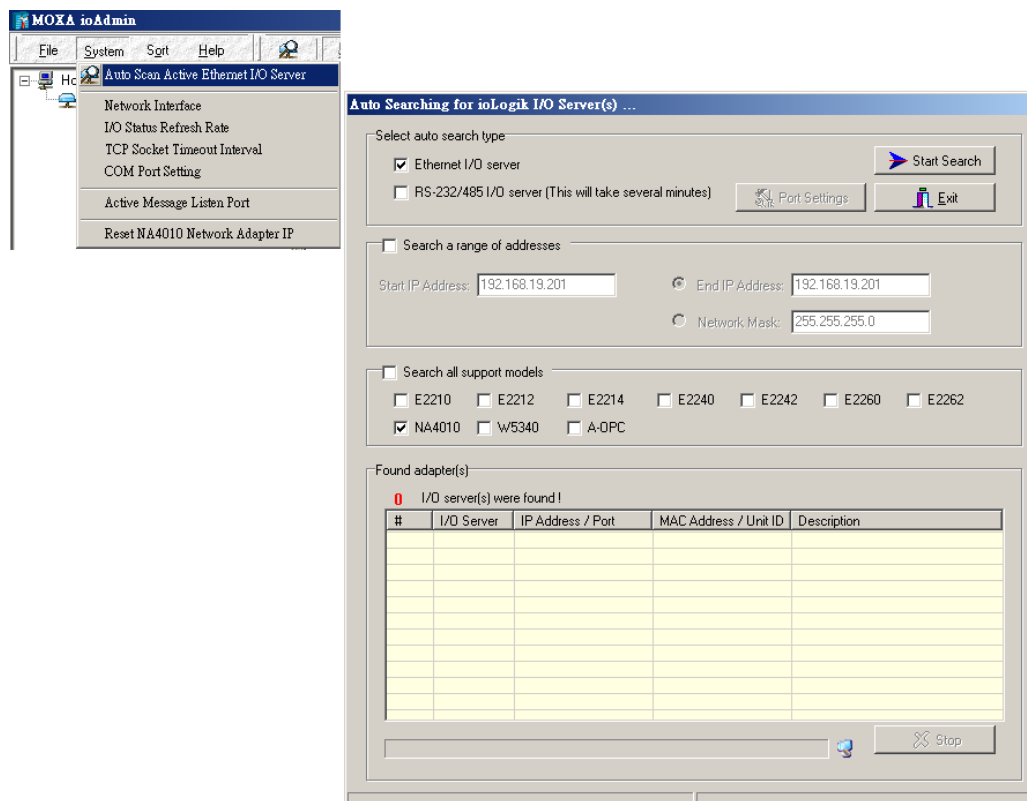 MOXA ioAdmin
File System Sort Help
Auto Scan Active Ethernet I/O Server
Network Interface
I/O Status Refresh Rate
TCP Socket Timeout Interval
COM Port Setting
Active Message Listen Port
Reset NA4010 Network Adapter IP
Auto Searching for ioLogik I/O Server(s) ...
Select auto search type
Ethernet I/O server
Start Search
RS-232/485 I/O server (This will take several minutes)
Port Settings
Exit
Search a range of addresses
Start IP Address: 192.168.19.201
End IP Address: 192.168.19.201
Network Mask: 255.255.255.0
Search all support models
E2210 E2212 E2214 E2240 E2242 E2260 E2262
NA4010 W5340 A-OPC
Found adapter(s)
0 I/O server(s) were found !
# I/O Server IP Address / Port MAC Address / Unit ID Description
Stop